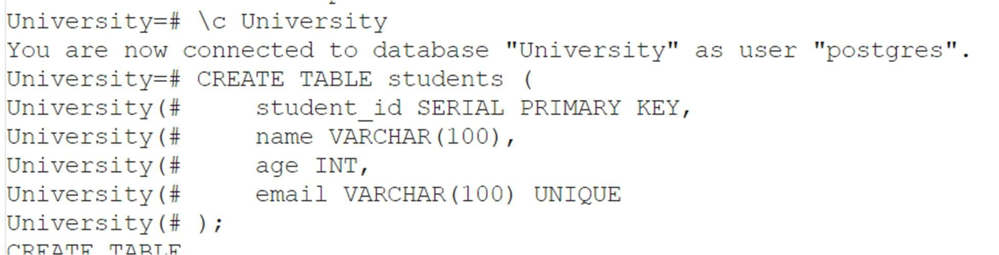 University=# \c University
You are now connected to database "University" as user "postgres".
University=# CREATE TABLE students (
University(#     student_id SERIAL PRIMARY KEY,
University(#     name VARCHAR(100),
University(#     age INT,
University(#     email VARCHAR(100) UNIQUE
University(# );
CREATE TABLE